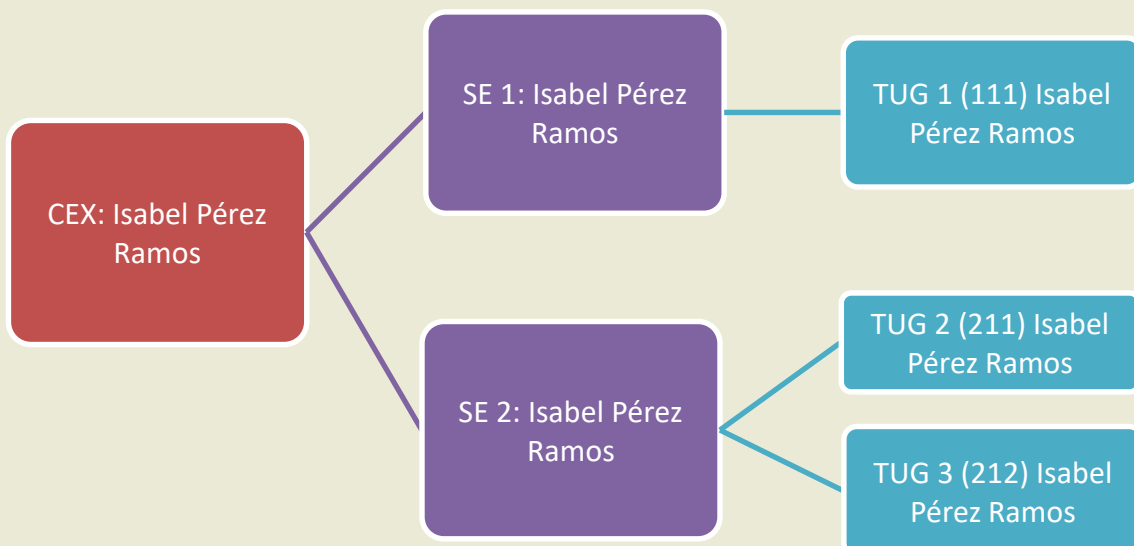 CEX: Isabel Pérez
Ramos
SE 1: Isabel Pérez
Ramos
TUG 1 (111) Isabel
Pérez Ramos
SE 2: Isabel Pérez
Ramos
TUG 2 (211) Isabel
Pérez Ramos
TUG 3 (212) Isabel
Pérez Ramos